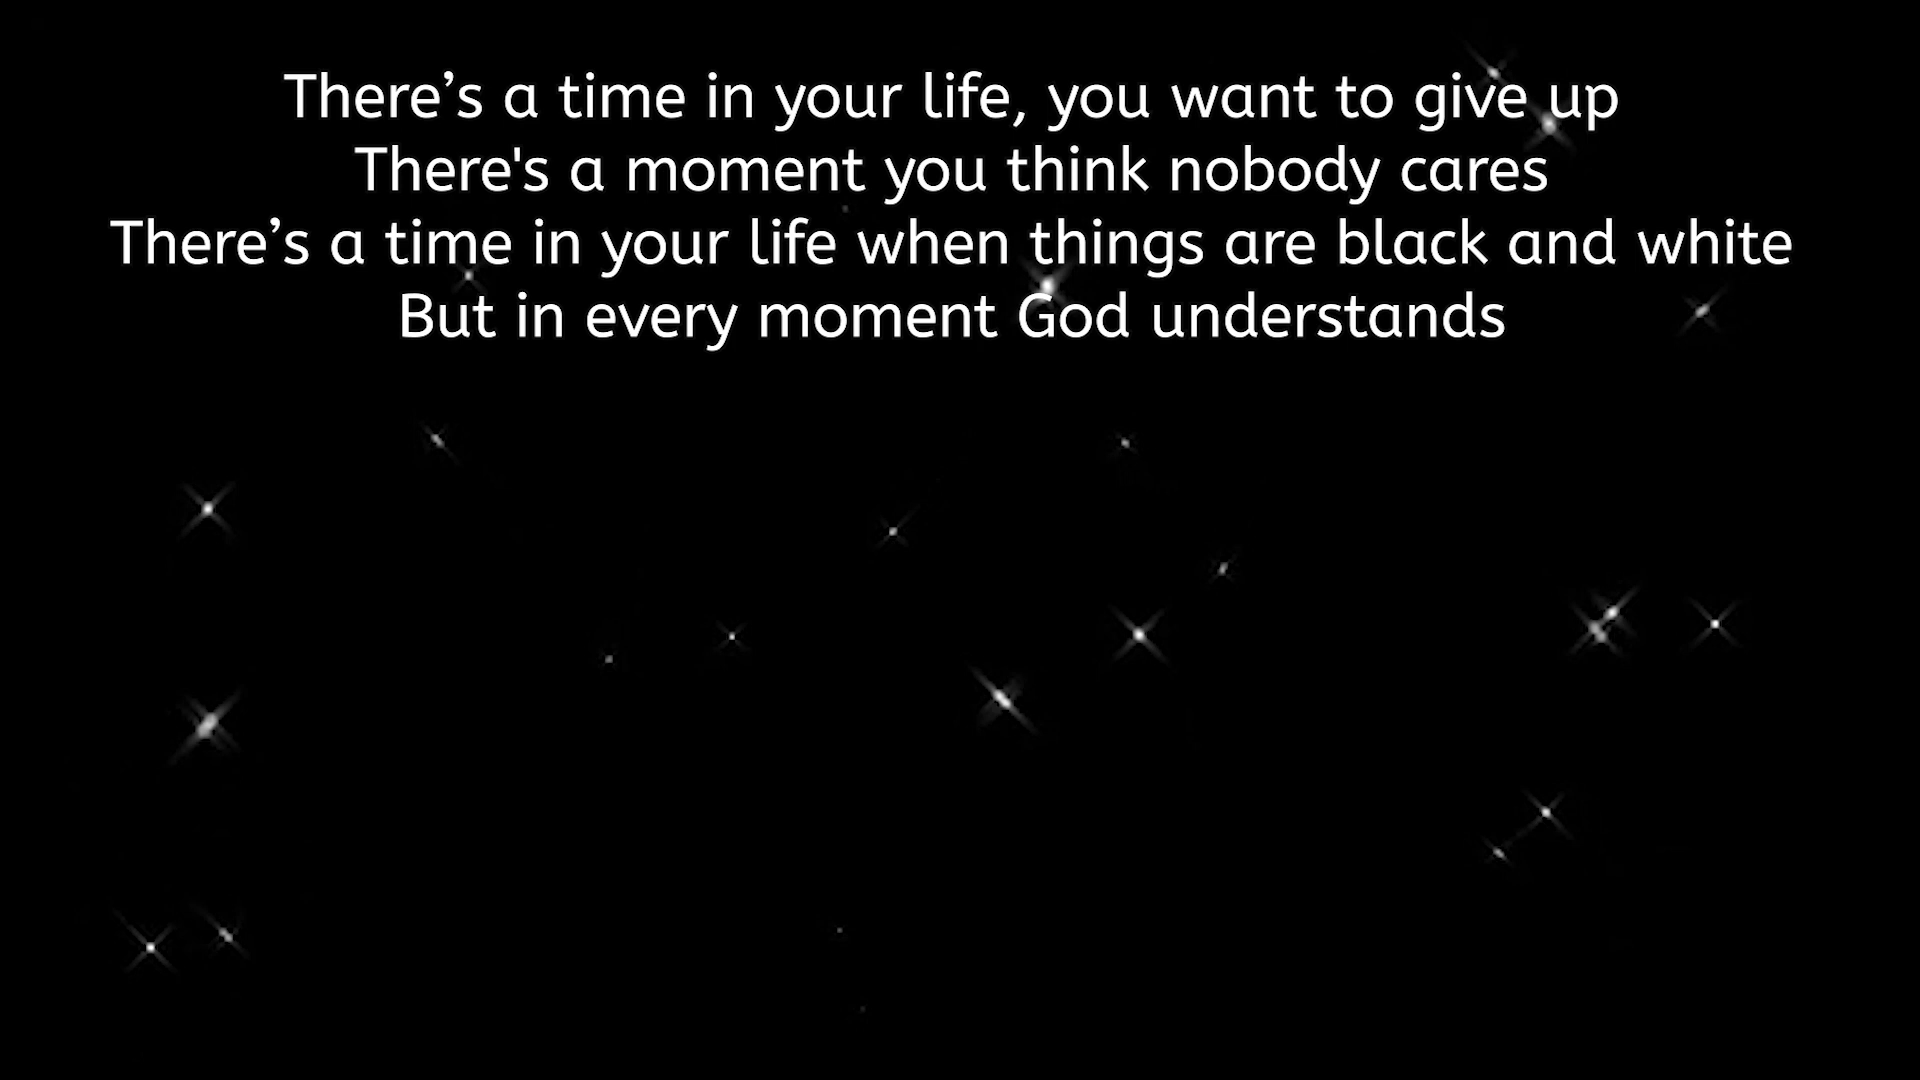 There’s a time in your life, you want to give up
There's a moment you think nobody cares
There’s a time in your life when things are black and white
But in every moment God understands